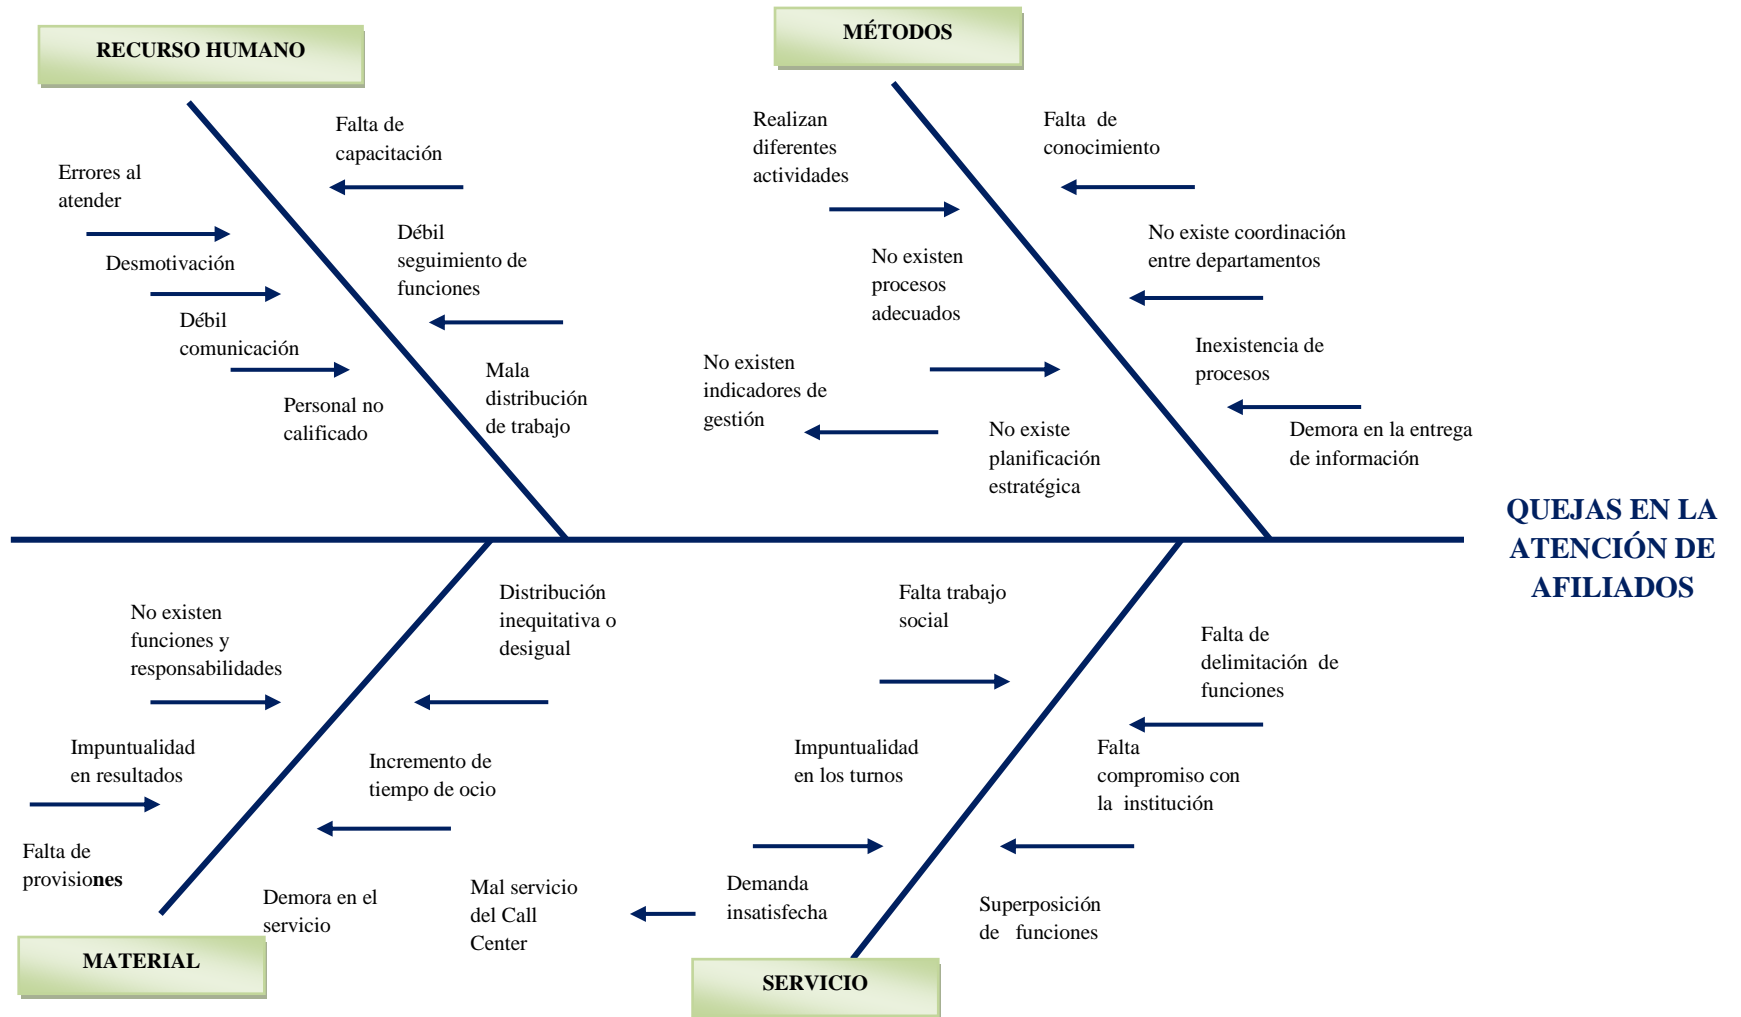 RECURSO HUMANO
MÉTODOS
Falta de
capacitación
Errores al
atender
Desmotivación
Débil
seguimiento de
funciones
Débil
comunicación
Personal no
calificado
Mala
distribución
de trabajo
Realizan
diferentes
actividades
Falta de
conocimiento
No existen
procesos
adecuados
No existe coordinación
entre departamentos
No existen
indicadores de
gestión
Inexistencia de
procesos
No existe
planificación
estratégica
Demora en la entrega
de información
QUEJAS EN LA
ATENCIÓN DE
AFILIADOS
No existen
funciones y
responsabilidades
Distribución
inequitativa o
desigual
Impuntualidad
en resultados
Incremento de
tiempo de ocio
Falta de
provisiones
Demora en el
servicio
Mal servicio
del Call
Center
Falta trabajo
social
Falta de
delimitación de
funciones
Impuntualidad
en los turnos
Falta
compromiso con
la institución
Demanda
insatisfecha
Superposición
de funciones
MATERIAL
SERVICIO